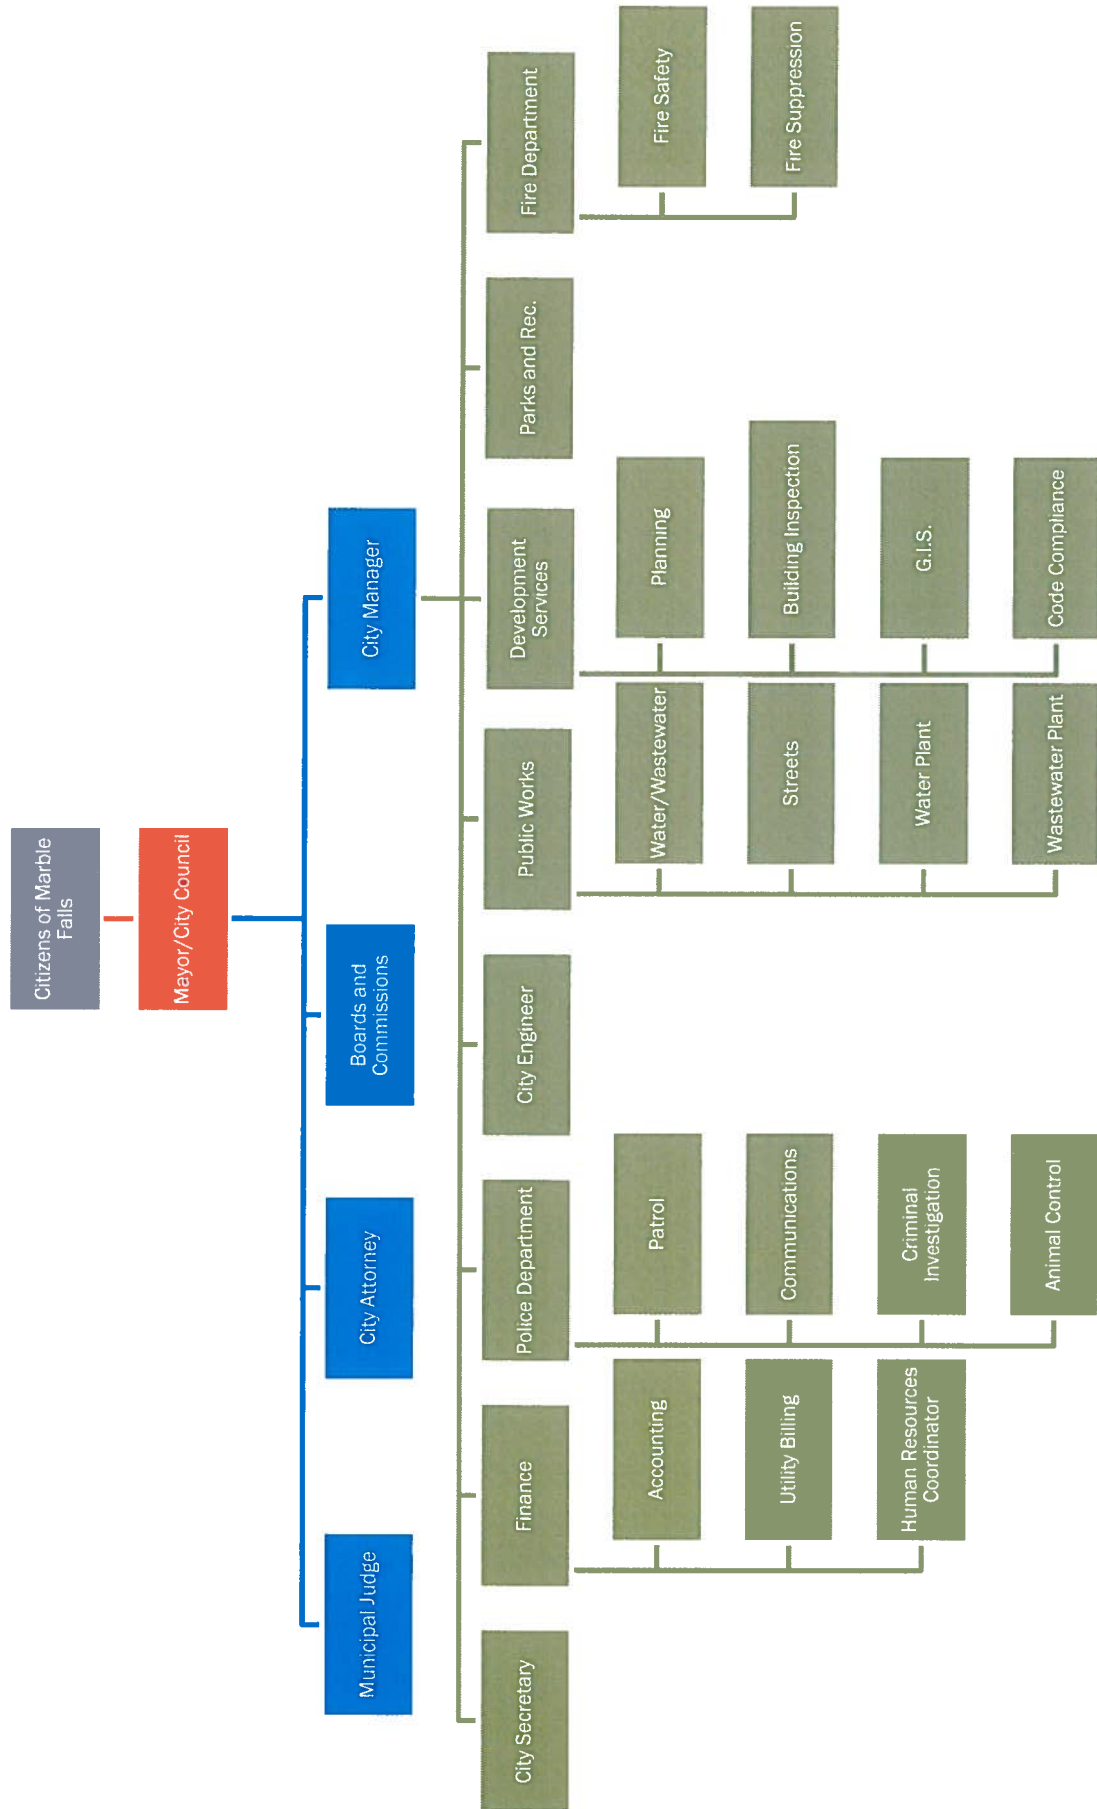 Citizens of Marble
Falls
Mayor/City Council
Municipal Judge
City Attorney
Boards and
Commissions
City Manager
City Secretary
Finance
Accounting
Utility Billing
Human Resources
Coordinator
Police Department
Patrol
Communications
Criminal
Investigation
Animal Control
City Engineer
Public Works
Water/Wastewater
Streets
Water Plant
Wastewater Plant
Development
Services
Planning
Building Inspection
G.I.S.
Code Compliance
Parks and Rec.
Fire Department
Fire Safety
Fire Suppression